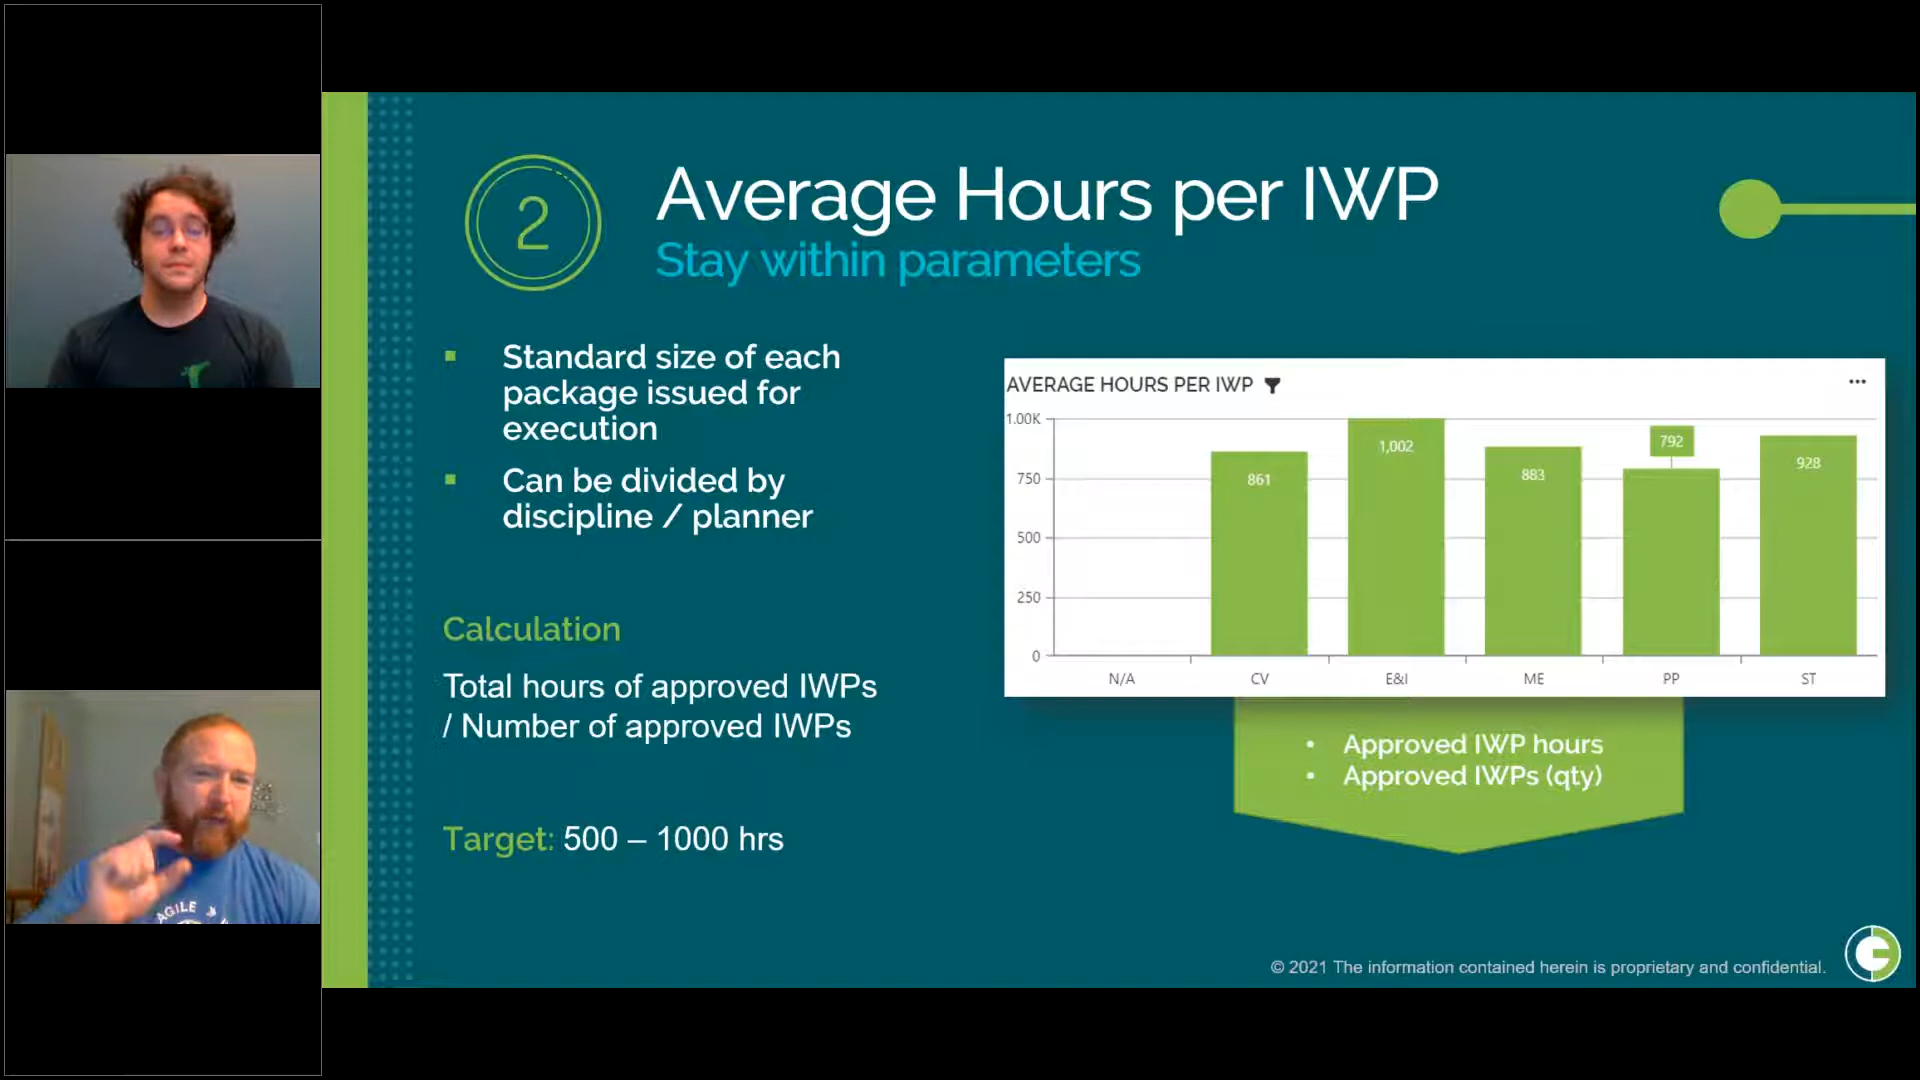 2
Average Hours per IWP
Stay within parameters
Standard size of each
package issued for
execution
Can be divided by
discipline / planner
Calculation
Total hours of approved IWPs
/ Number of approved IWPs
Target: 500 – 1000 hrs
AVERAGE HOURS PER IWP
...
1.00K
750
500
250
0
861
1,002
883
792
928
N/A CV E&I ME PP ST
• Approved IWP hours
• Approved IWPs (qty)
© 2021 The information contained herein is proprietary and confidential.
AGILE